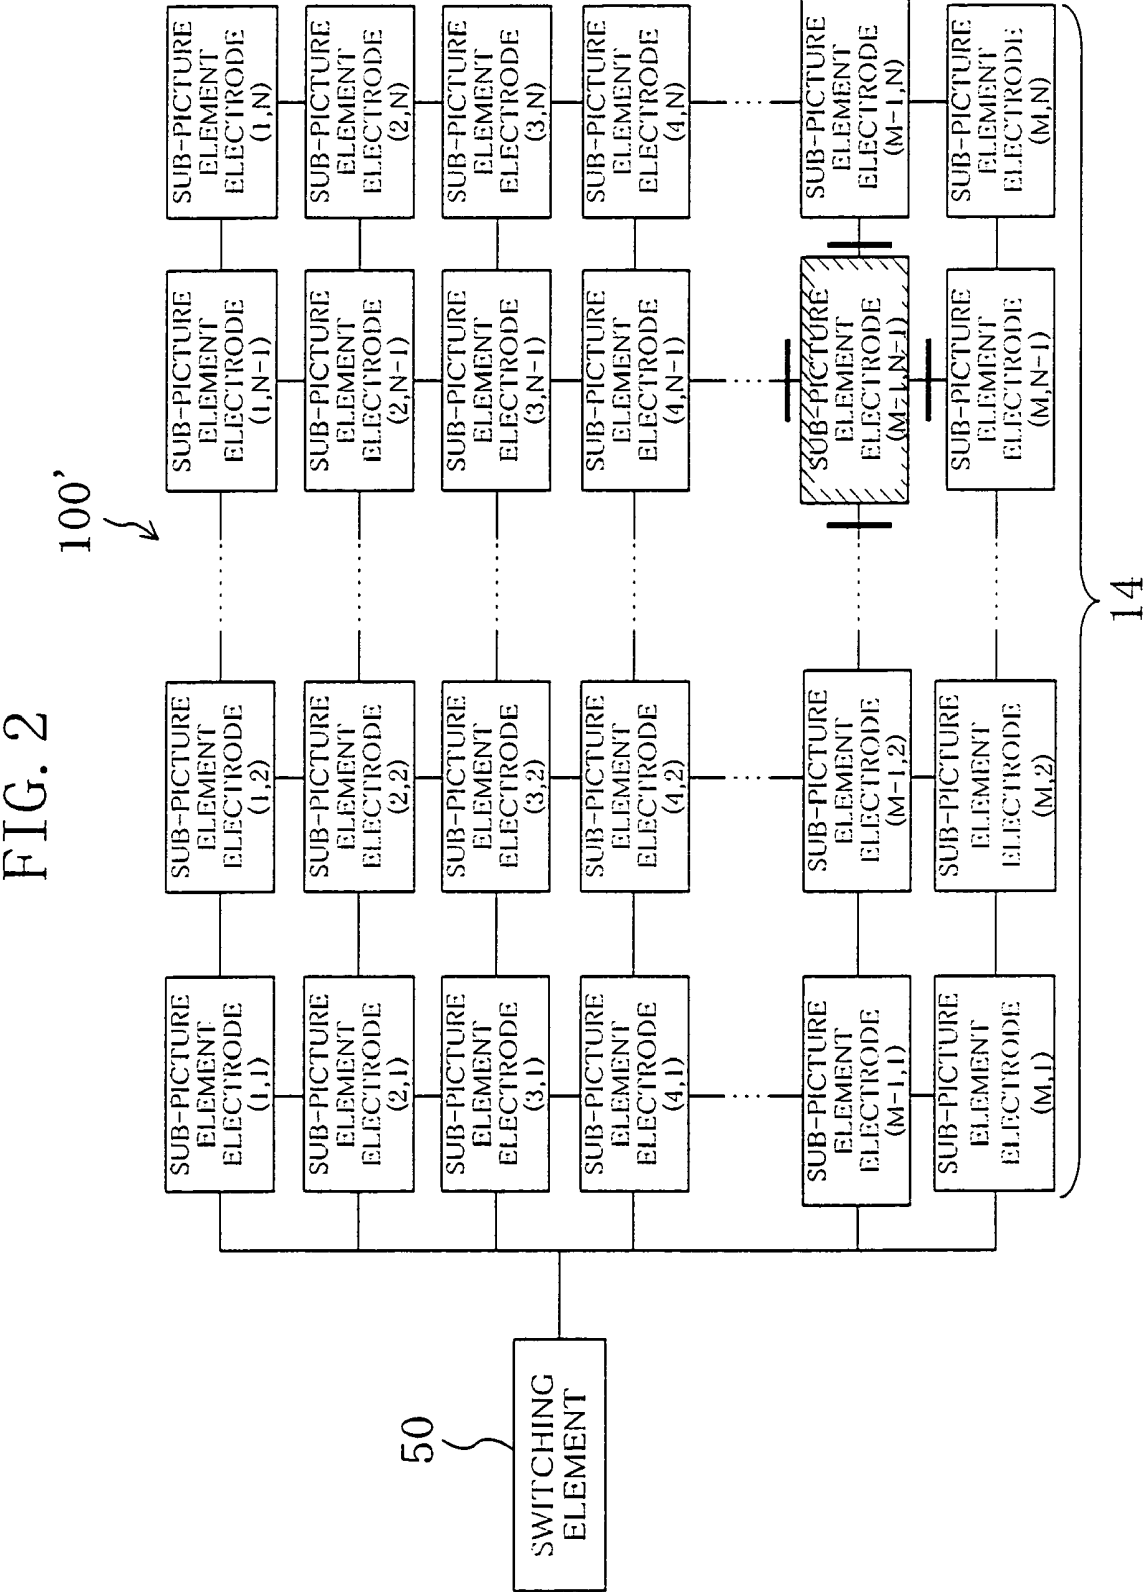 FIG. 2
100'
SUB-PICTURE
ELEMENT
ELECTRODE
(1,1)
SUB-PICTURE
ELEMENT
ELECTRODE
(1,2)
SUB-PICTURE
ELEMENT
ELECTRODE
(1,N-1)
SUB-PICTURE
ELEMENT
ELECTRODE
(1,N)
SUB-PICTURE
ELEMENT
ELECTRODE
(2,1)
SUB-PICTURE
ELEMENT
ELECTRODE
(2,2)
SUB-PICTURE
ELEMENT
ELECTRODE
(2,N-1)
SUB-PICTURE
ELEMENT
ELECTRODE
(2,N)
SUB-PICTURE
ELEMENT
ELECTRODE
(3,1)
SUB-PICTURE
ELEMENT
ELECTRODE
(3,2)
SUB-PICTURE
ELEMENT
ELECTRODE
(3,N-1)
SUB-PICTURE
ELEMENT
ELECTRODE
(3,N)
50
SWITCHING
ELEMENT
SUB-PICTURE
ELEMENT
ELECTRODE
(4,1)
SUB-PICTURE
ELEMENT
ELECTRODE
(4,2)
SUB-PICTURE
ELEMENT
ELECTRODE
(4,N-1)
SUB-PICTURE
ELEMENT
ELECTRODE
(4,N)
SUB-PICTURE
ELEMENT
ELECTRODE
(M-1,1)
SUB-PICTURE
ELEMENT
ELECTRODE
(M-1,2)
SUB-PICTURE
ELEMENT
ELECTRODE
(M-1,N-1)
SUB-PICTURE
ELEMENT
ELECTRODE
(M-1,N)
SUB-PICTURE
ELEMENT
ELECTRODE
(M,1)
SUB-PICTURE
ELEMENT
ELECTRODE
(M,2)
SUB-PICTURE
ELEMENT
ELECTRODE
(M,N-1)
SUB-PICTURE
ELEMENT
ELECTRODE
(M,N)
14